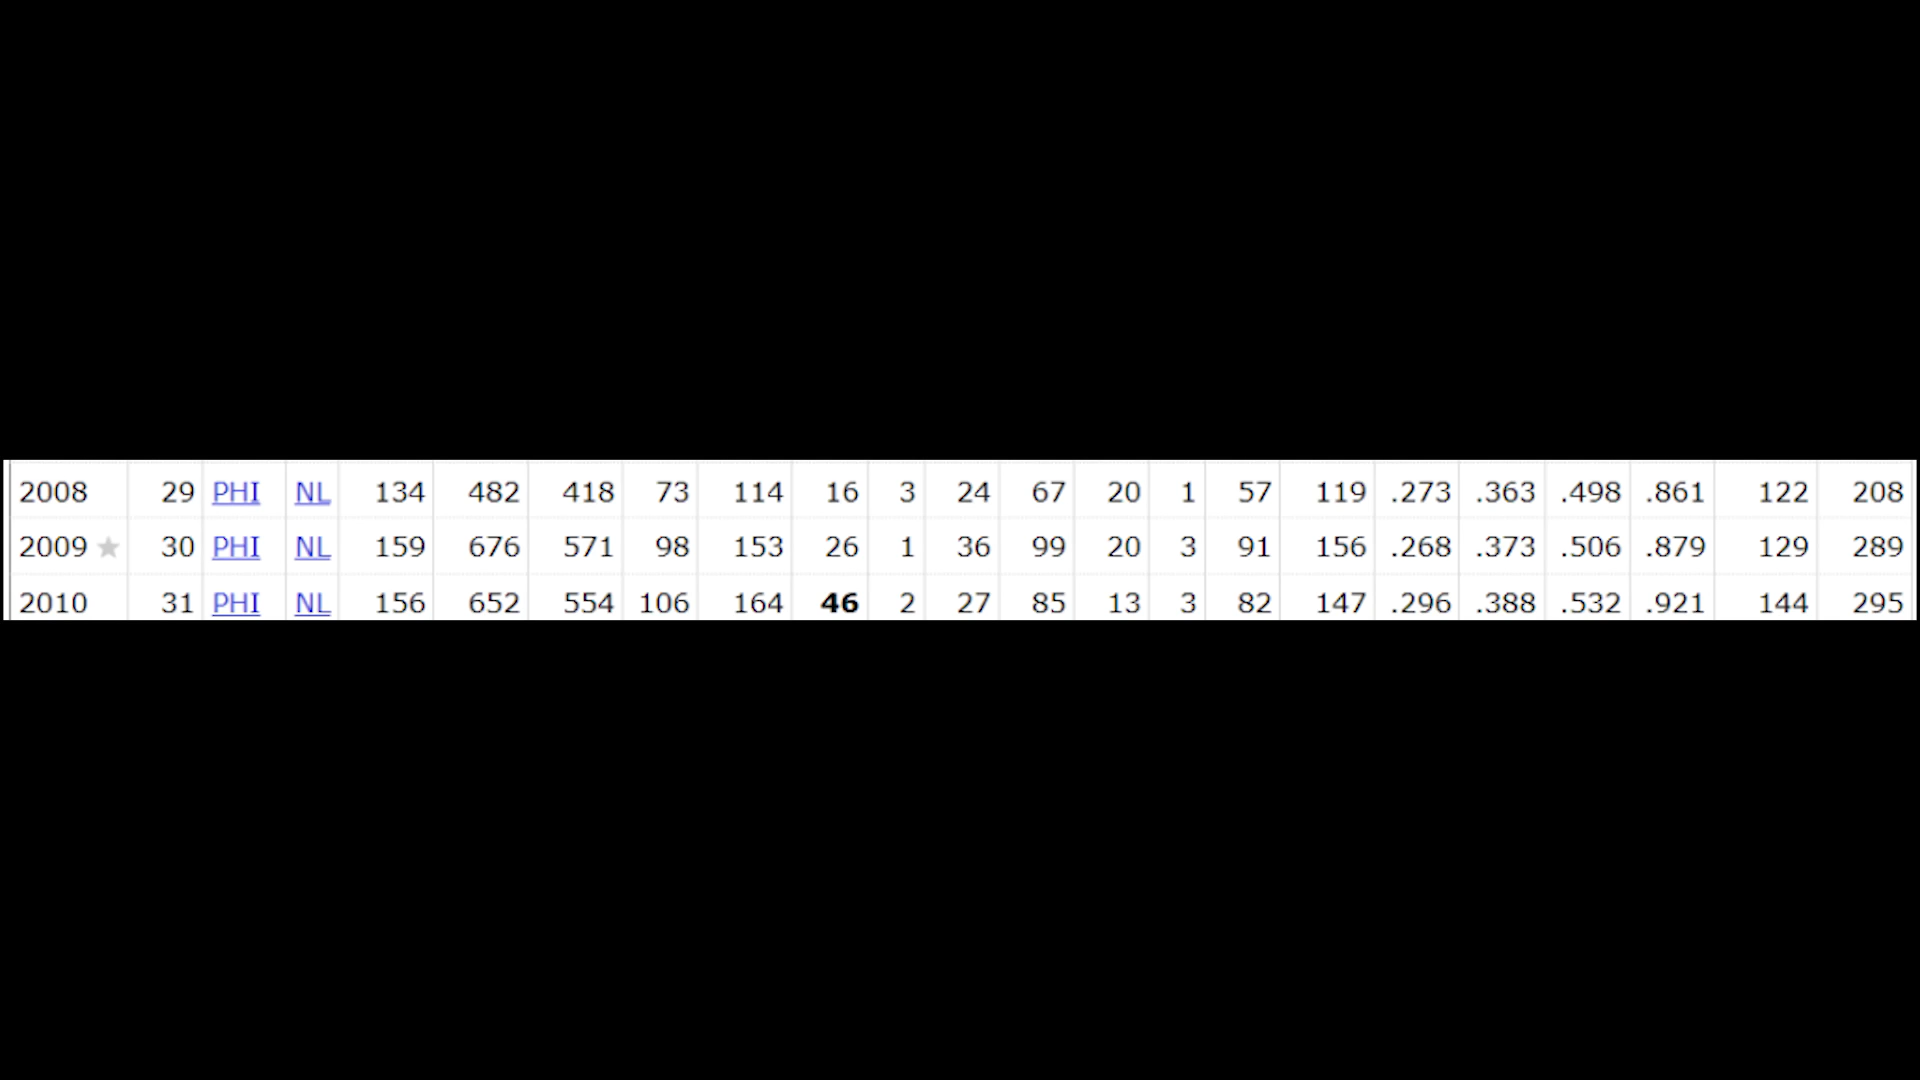 2008 29 PHI NL 134 482 418 73 114 16 3 24 67 20 1 57 119 .273 .363 .498 .861 122 208
2009 30 PHI NL 159 676 571 98 153 26 1 36 99 20 3 91 156 .268 .373 .506 .879 129 289
2010 31 PHI NL 156 652 554 106 164 46 2 27 85 13 3 82 147 .296 .388 .532 .921 144 295